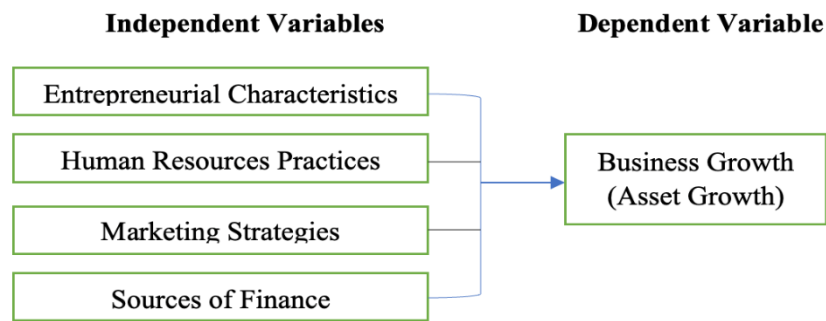 Independent Variables
Dependent Variable
Entrepreneurial Characteristics
Human Resources Practices
Marketing Strategies
Sources of Finance
Business Growth
(Asset Growth)